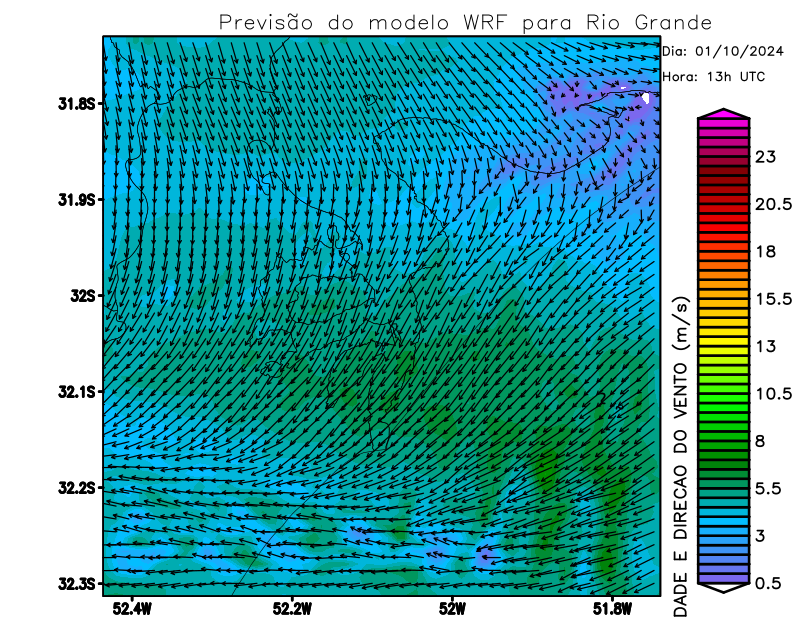 Previsão do modelo WRF para Rio Grande
Dia: 01/10/2024
Hora: 13h UTC
31.8S
31.9S
32S
32.1S
32.2S
32.3S
52.4W
52.2W
52W
51.8W
23
20.5
18
15.5
13
10.5
8
5.5
3
0.5
DADE E DIRECAO DO VENTO (m/s)